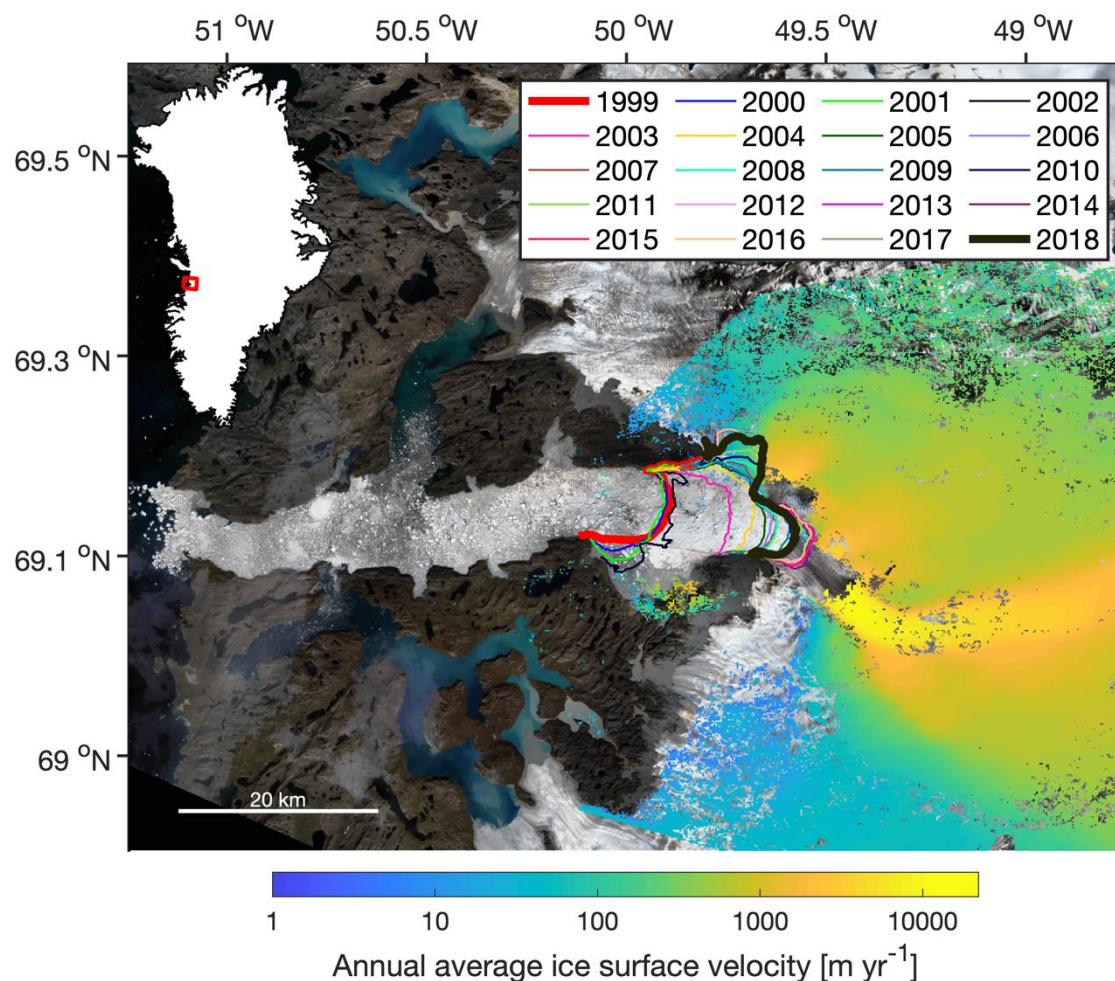 51 °W 50.5 °W 50 °W 49.5 °W 49 °W
1999 2000 2001 2002
69.5 °N
2003 2004 2005 2006
2007 2008 2009 2010
2011 2012 2013 2014
2015 2016 2017 2018
69.3 °N
69.1 °N
69 °N
20 km
1 10 100 1000 10000
Annual average ice surface velocity [m yr⁻¹]